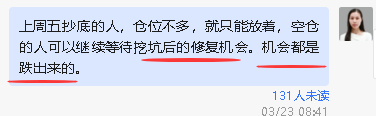 上周五抄底的人，仓位不多，就只能放着，空仓
的人可以继续等待挖坑后的修复机会。机会都是
跌出来的。
131人未读
03/23 08:41